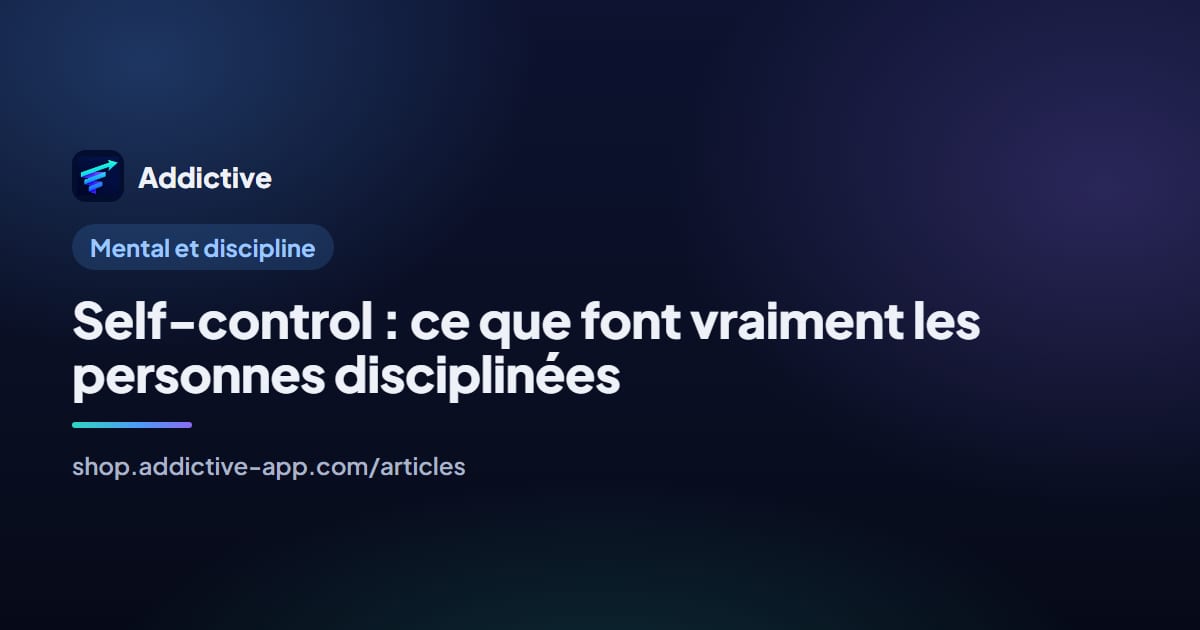 Addictive
Mental et discipline
Self-control : ce que font vraiment les
personnes disciplinées
shop.addictive-app.com/articles